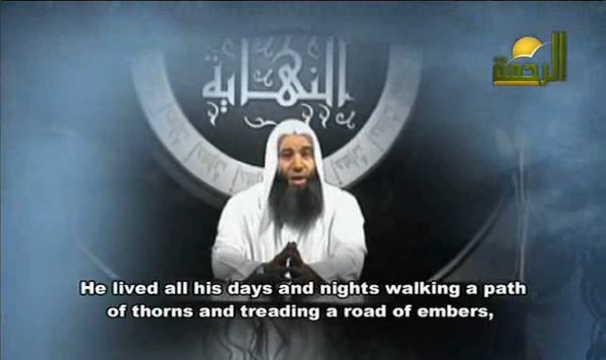 الرحمة
النهاية
He lived all his days and nights walking a path
of thorns and treading a road of embers,